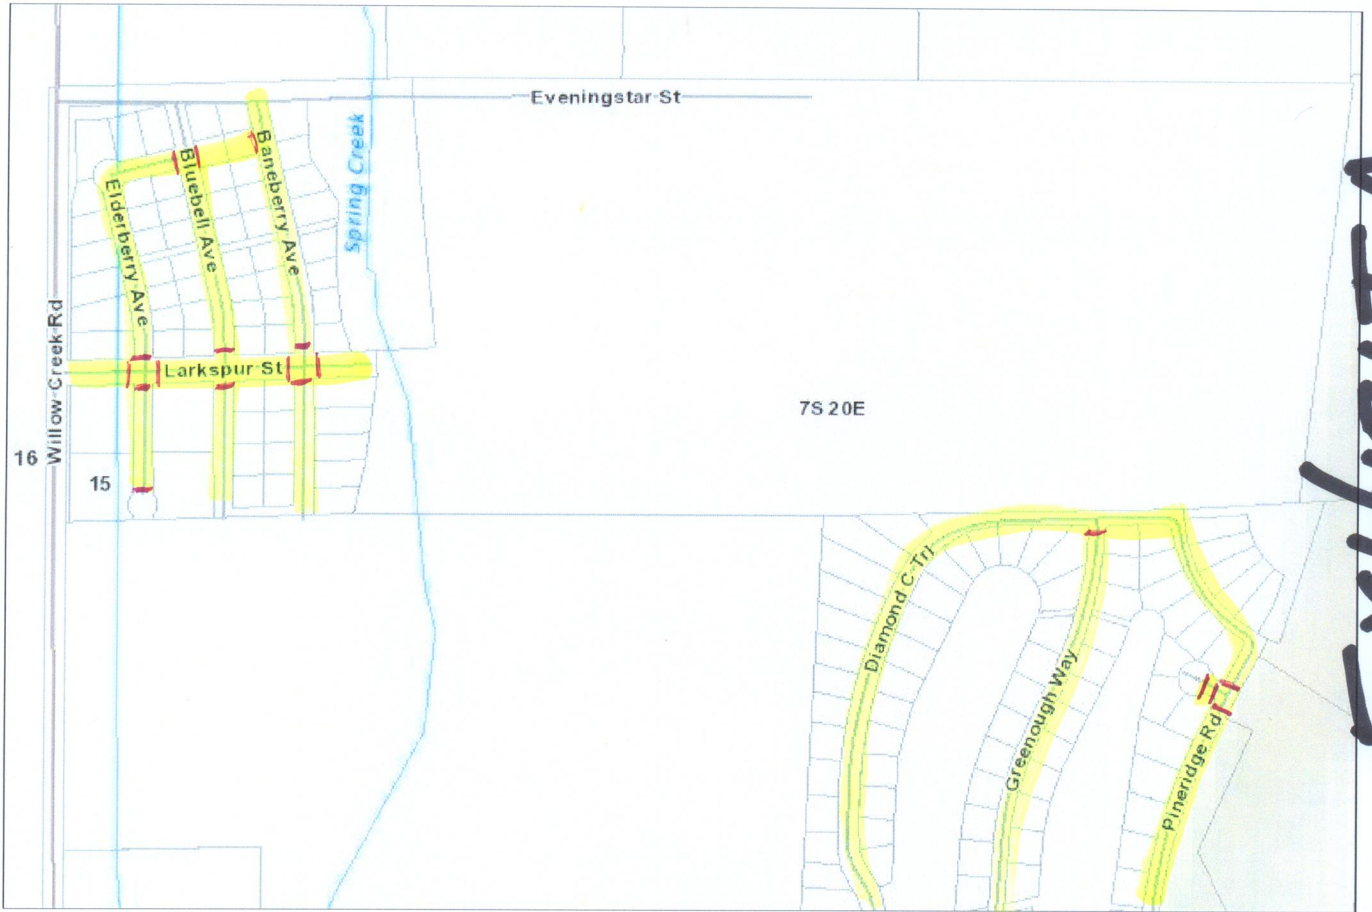 Eveningstar St
Spring Creek
Baneberry Ave
Bluebell Ave
Elderberry Ave
Willow Creek Rd
Larkspur St
7S 20E
16
15
Diamond C Trl
Greenough Way
Pineridge Rd